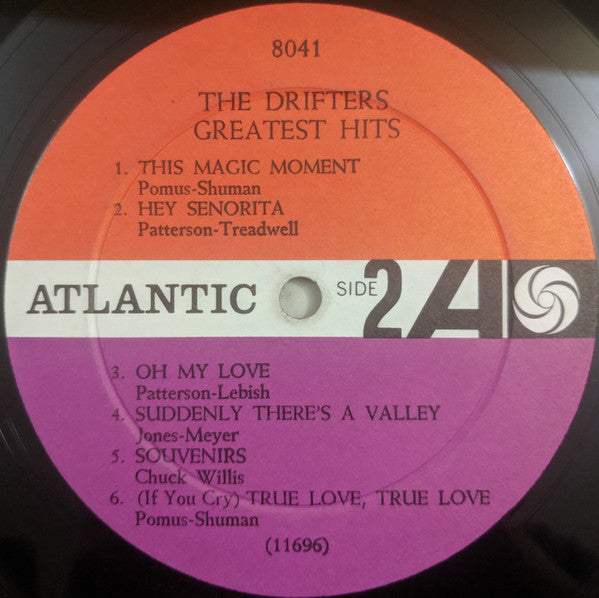 8041
THE DRIFTERS
GREATEST HITS
1. THIS MAGIC MOMENT
Pomus-Shuman
2. HEY SENORITA
Patterson-Treadwell
ATLANTIC SIDE 2 A
3. OH MY LOVE
Patterson-Lebish
4. SUDDENLY THERE'S A VALLEY
Jones-Meyer
5. SOUVENIRS
Chuck Willis
6. (If You Cry) TRUE LOVE, TRUE LOVE
Pomus-Shuman
(11696)